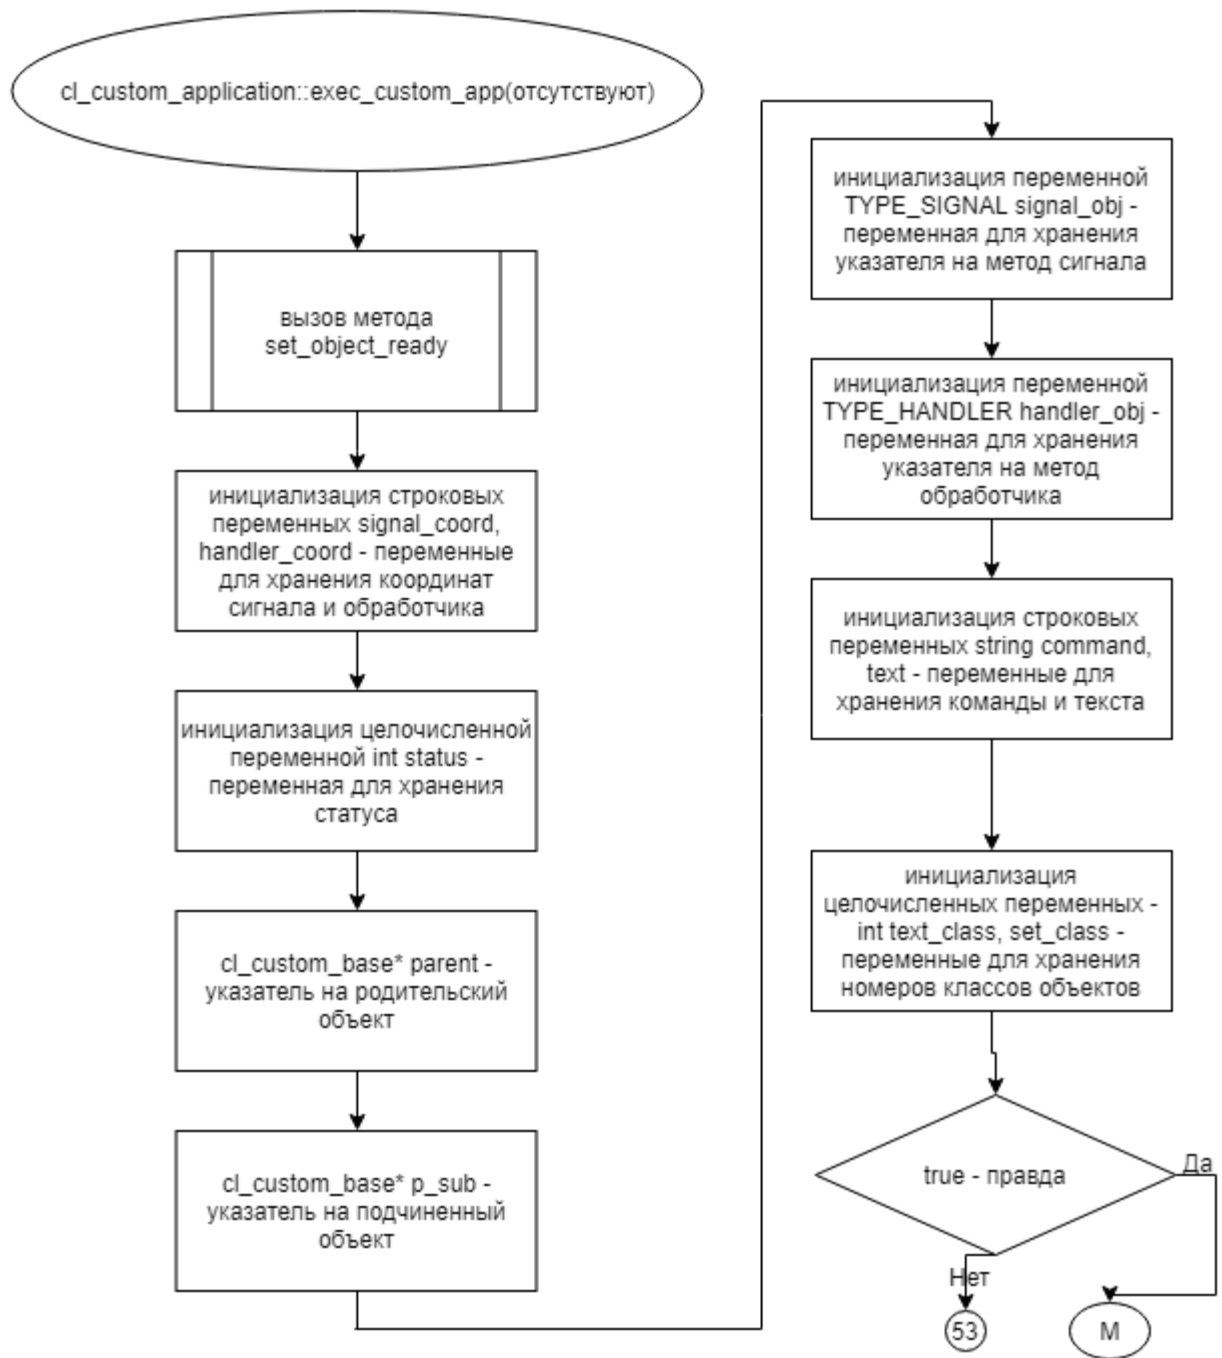 cl_custom_application::exec_custom_app(отсутствуют)
вызов метода
set_object_ready
инициализация строковых
переменных signal_coord,
handler_coord - переменные
для хранения координат
сигнала и обработчика
инициализация целочисленной
переменной int status -
переменная для хранения
статуса
cl_custom_base* parent -
указатель на родительский
объект
cl_custom_base* p_sub -
указатель на подчиненный
объект
инициализация переменной
TYPE_SIGNAL signal_obj -
переменная для хранения
указателя на метод сигнала
инициализация переменной
TYPE_HANDLER handler_obj -
переменная для хранения
указателя на метод
обработчика
инициализация строковых
переменных string command,
text - переменные для
хранения команды и текста
инициализация
целочисленных переменных -
int text_class, set_class -
переменные для хранения
номеров классов объектов
true - правда
Да
Нет
53
М